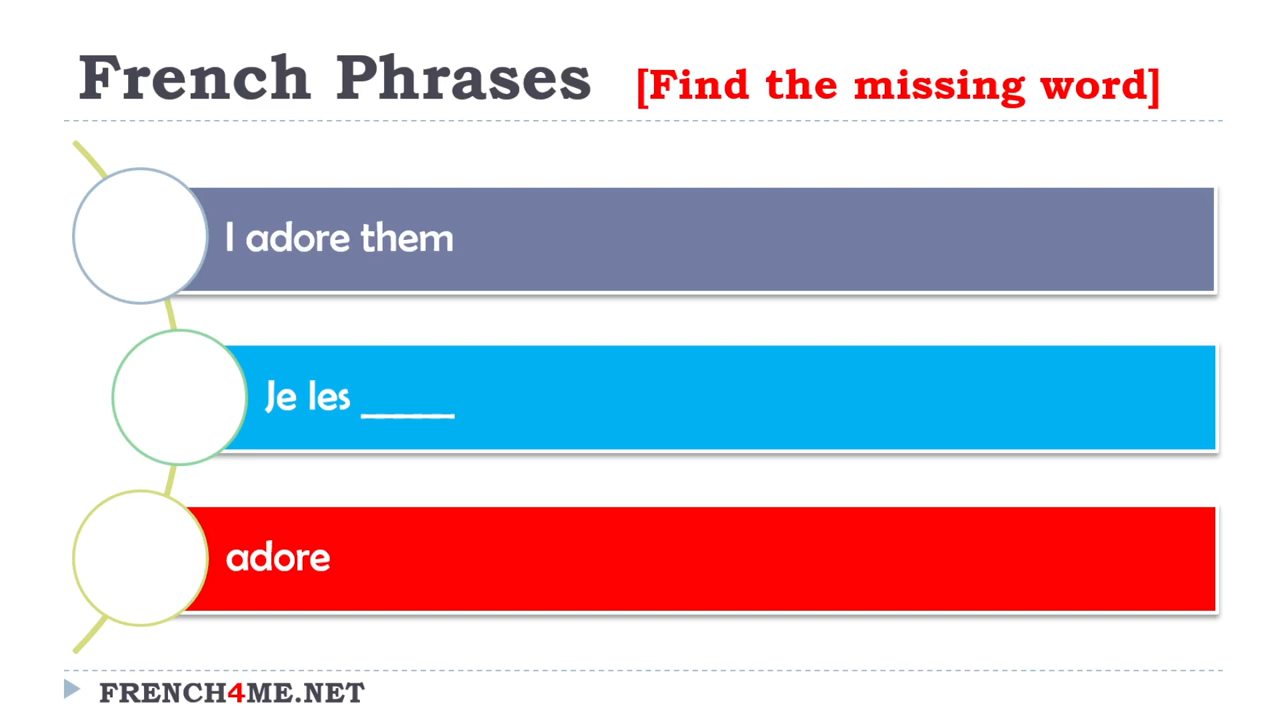 French Phrases [Find the missing word]
I adore them
Je les _____
adore
FRENCH4ME.NET